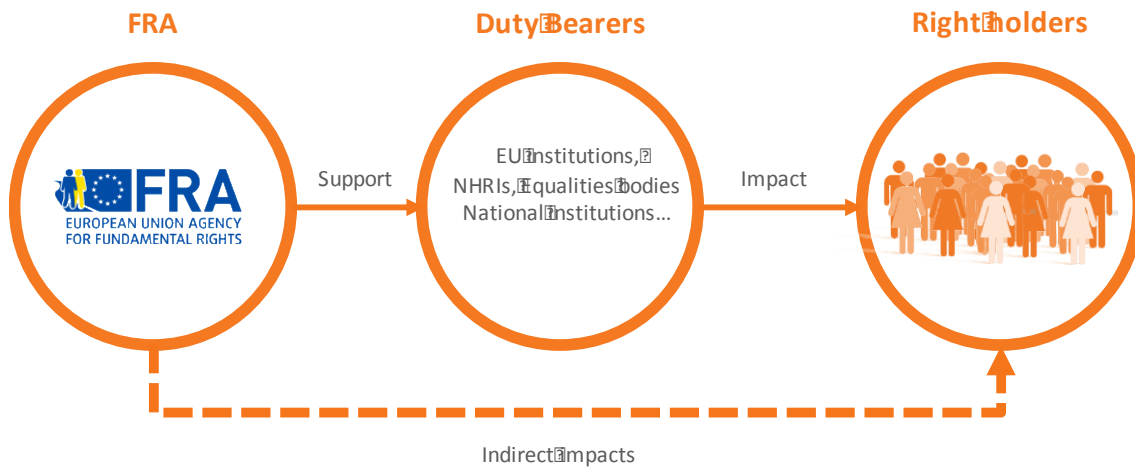 FRA
Duty Bearers
Right holders
FRA
EUROPEAN UNION AGENCY
FOR FUNDAMENTAL RIGHTS
Support
EU institutions,
NHRIs, Equalities bodies
National institutions...
Impact
Indirect impacts